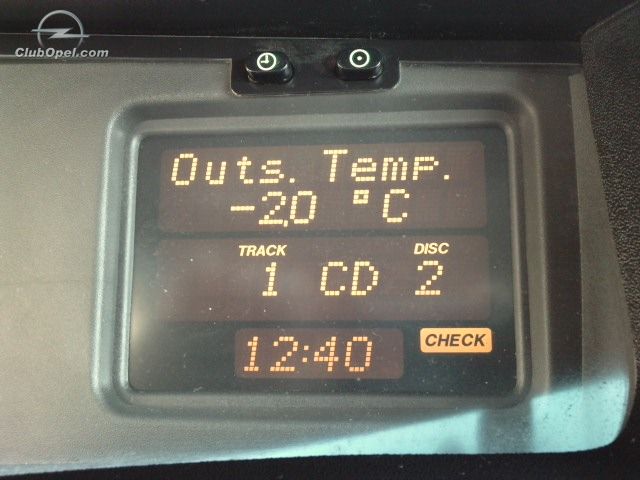 ClubOpel.com
Outs. Temp.
-2,0 °C
TRACK DISC
1 CD 2
12:40 CHECK